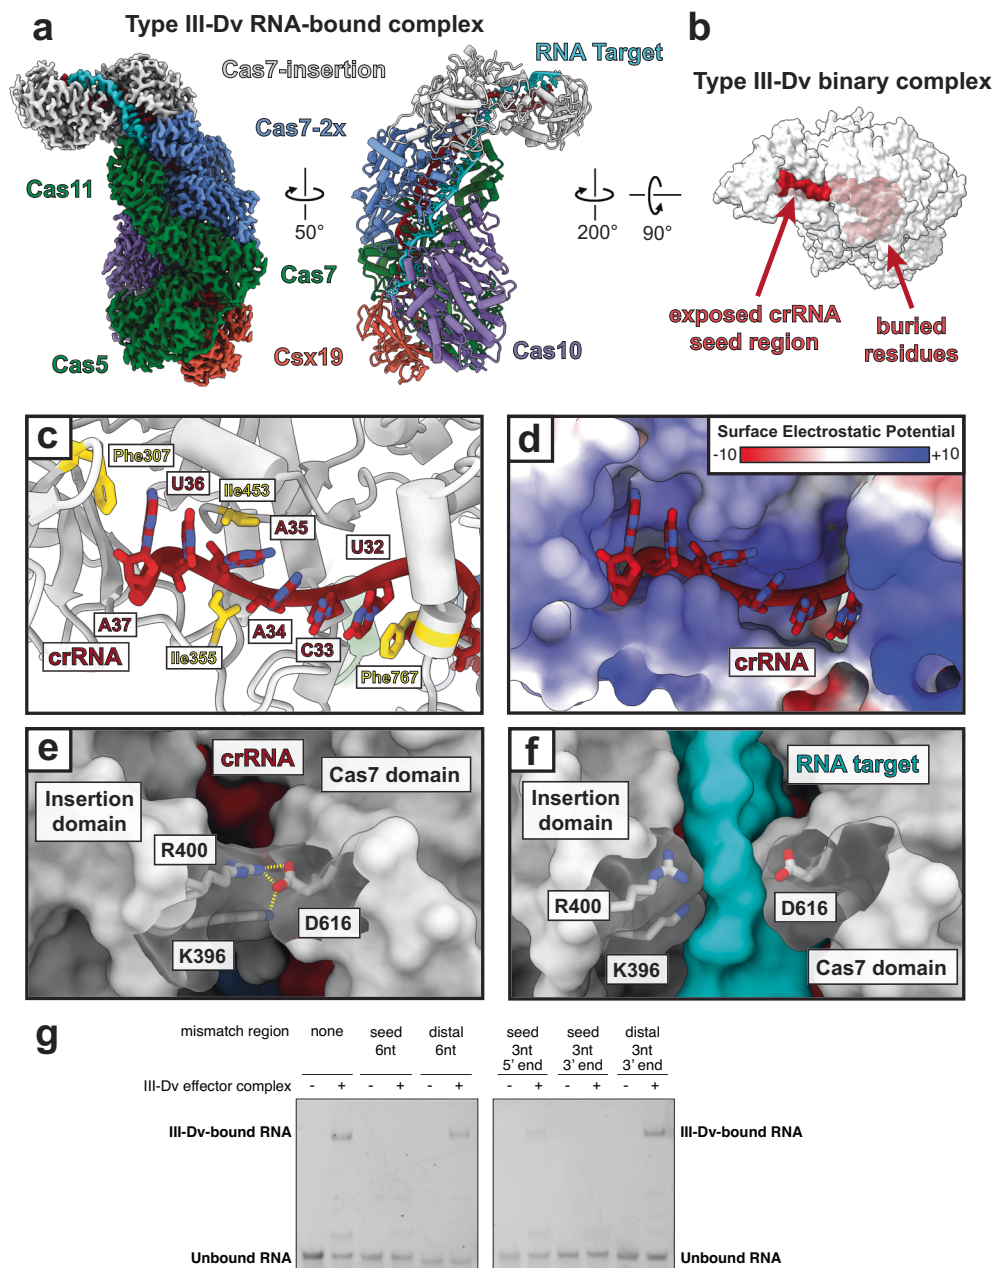 a
Type III-Dv RNA-bound complex
Cas7-insertion
RNA Target
Cas7-2x
Cas11
50°
Cas7
Cas5
Csx19
Cas10
200°
90°
b
Type III-Dv binary complex
exposed crRNA
seed region
buried
residues
c
Phe307
U36
Ile453
A35
U32
A37
crRNA
Ile355
A34
C33
Phe767
d
Surface Electrostatic Potential
-10
+10
crRNA
e
crRNA
Cas7 domain
Insertion
domain
R400
D616
K396
f
RNA target
Insertion
domain
R400
D616
K396
Cas7 domain
g
mismatch region
none
seed
6nt
distal
6nt
seed
3nt
5' end
seed
3nt
3' end
distal
3nt
3' end
III-Dv effector complex
- + - + - + - + - + - +
III-Dv-bound RNA
III-Dv-bound RNA
Unbound RNA
Unbound RNA